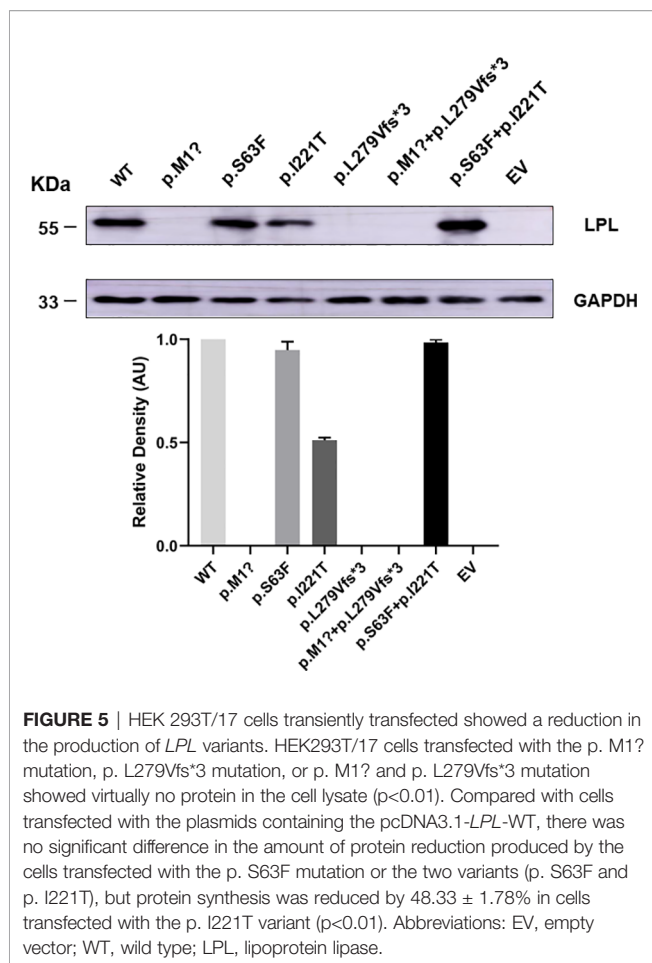 KDa
WT
p.M1?
p.S63F
p.I221T
p.L279Vfs*3
p.M1?+p.L279Vfs*3
p.S63F+p.I221T
EV
55
LPL
33
GAPDH
Relative Density (AU)
1.0
0.5
0.0
WT
p.M1?
p.S63F
p.I221T
p.L279Vfs*3
p.M1?+p.L279Vfs*3
p.S63F+p.I221T
EV
FIGURE 5 | HEK 293T/17 cells transiently transfected showed a reduction in
the production of LPL variants. HEK293T/17 cells transfected with the p. M1?
mutation, p. L279Vfs*3 mutation, or p. M1? and p. L279Vfs*3 mutation
showed virtually no protein in the cell lysate (p<0.01). Compared with cells
transfected with the plasmids containing the pcDNA3.1-LPL-WT, there was
no significant difference in the amount of protein reduction produced by the
cells transfected with the p. S63F mutation or the two variants (p. S63F and
p. I221T), but protein synthesis was reduced by 48.33 ± 1.78% in cells
transfected with the p. I221T variant (p<0.01). Abbreviations: EV, empty
vector; WT, wild type; LPL, lipoprotein lipase.